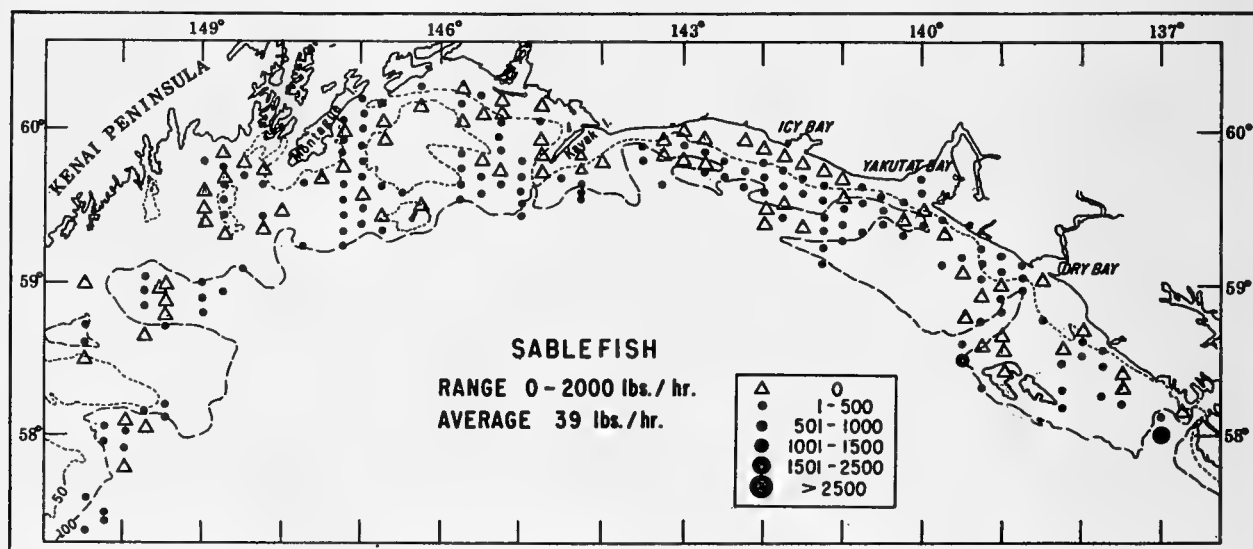 149° 146° 143° 140° 137°
KENAI PENINSULA
Montague
Kayak I.
ICY BAY
YAKUTAT BAY
DRY BAY
60° 60°
59° 59°
58° 58°
50
100
SABLEFISH
RANGE 0-2000 lbs./hr.
AVERAGE 39 lbs./hr.
0
1-500
501-1000
1001-1500
1501-2500
> 2500